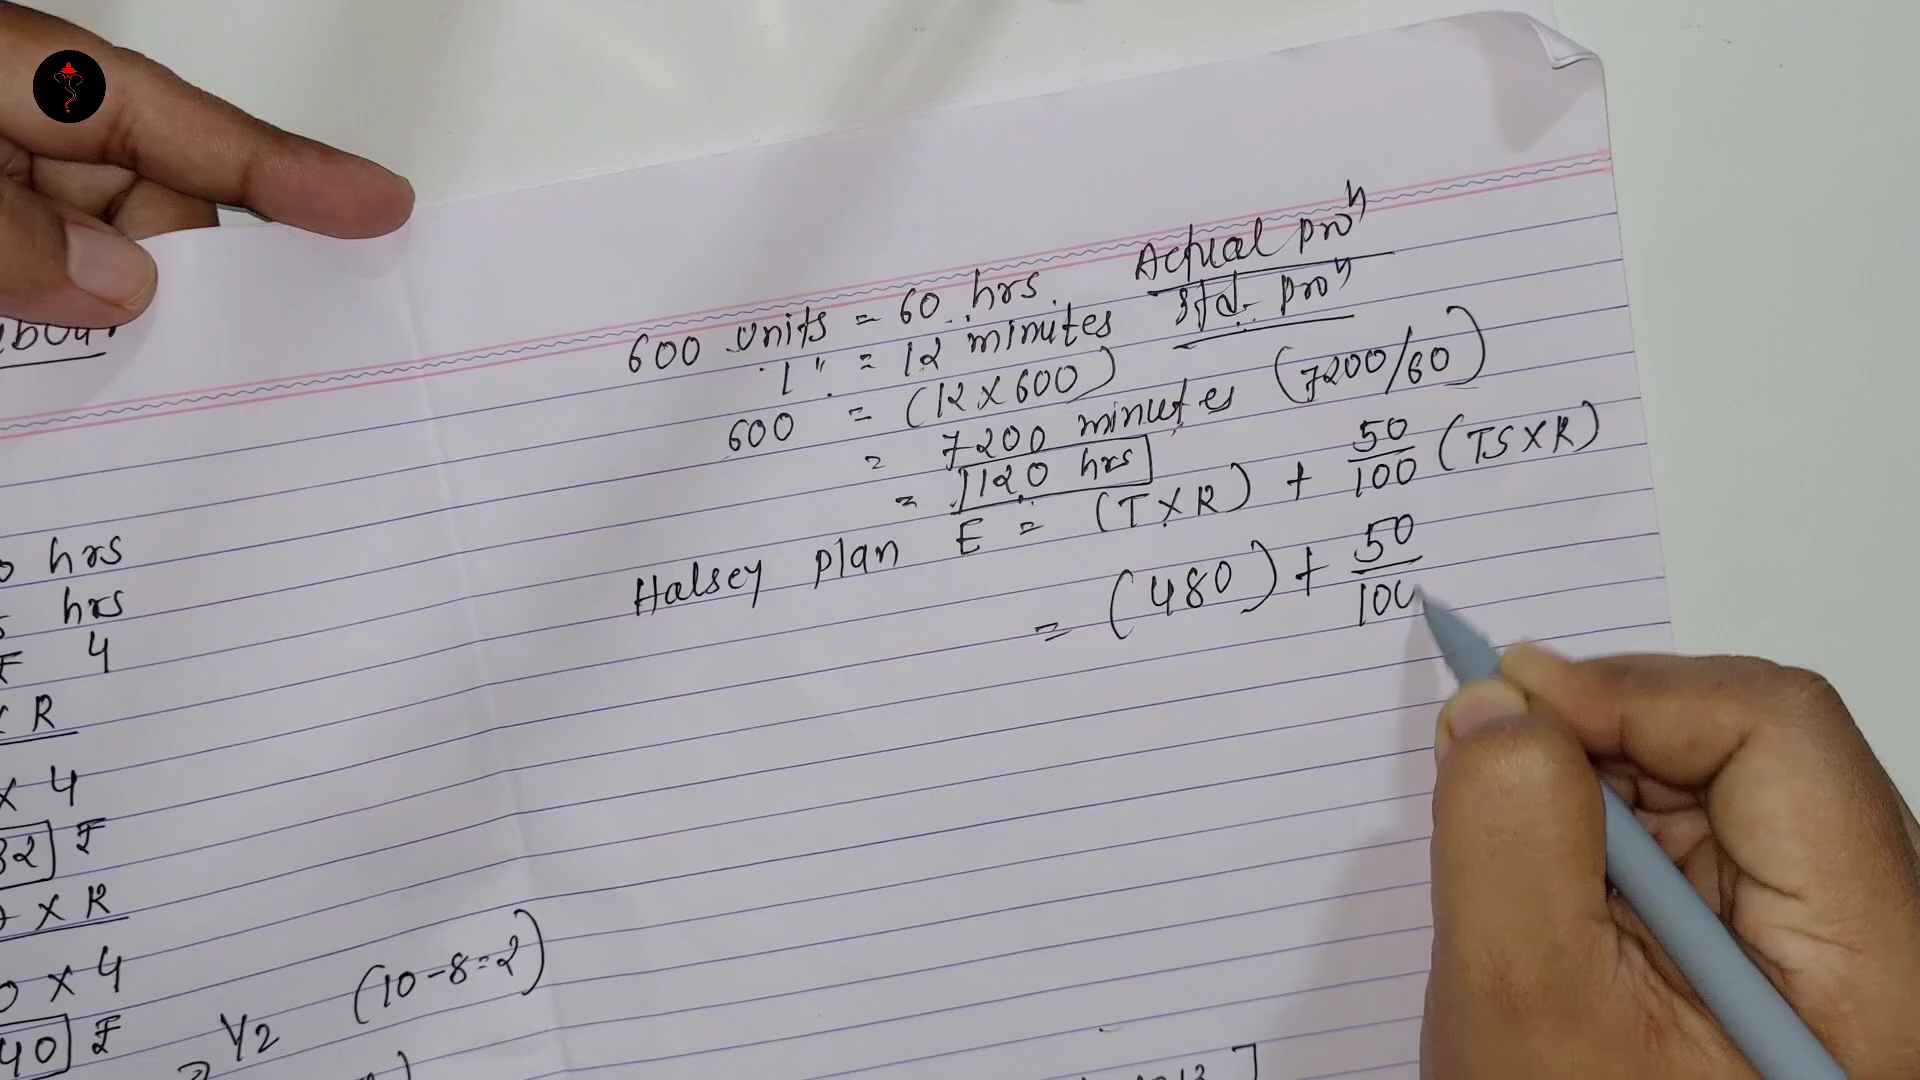 hrs
hrs
₹ 4
x R
x 4
32 ₹
x R
x 4
40 ₹
1/2 (10-8=2)
600 units = 60 hrs.
1 " = 12 minutes
600 = (12 x 600)
= 7200 minutes (7200/60)
= 120 hrs
Actual Proⁿ
Std. Proⁿ
Halsey Plan E = (T x R) + 50/100 (TS x R)
= (480) + 50/100